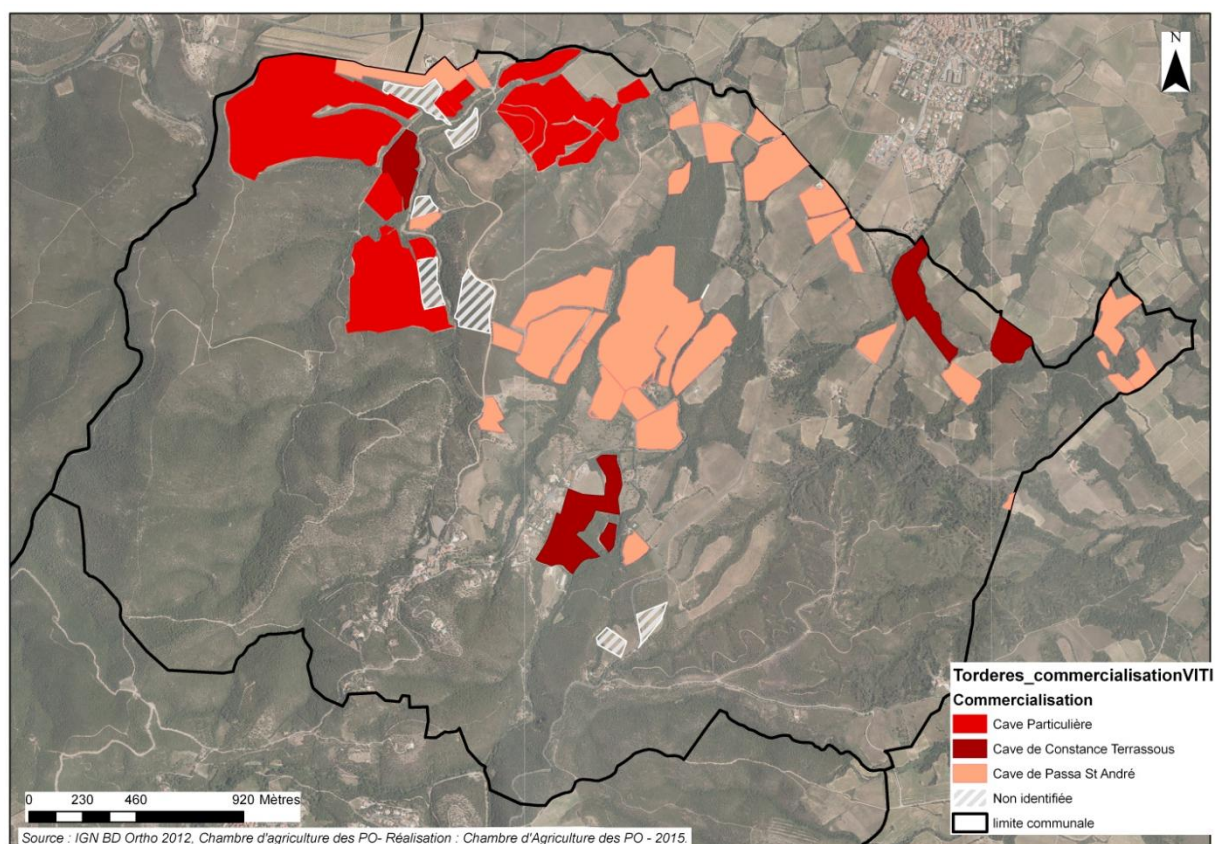 N
Torderes_commercialisationVITI
Commercialisation
Cave Particulière
Cave de Constance Terrassous
Cave de Passa St André
Non identifiée
limite communale
0 230 460 920 Mètres
Source : IGN BD Ortho 2012, Chambre d'agriculture des PO- Réalisation : Chambre d'Agriculture des PO - 2015.